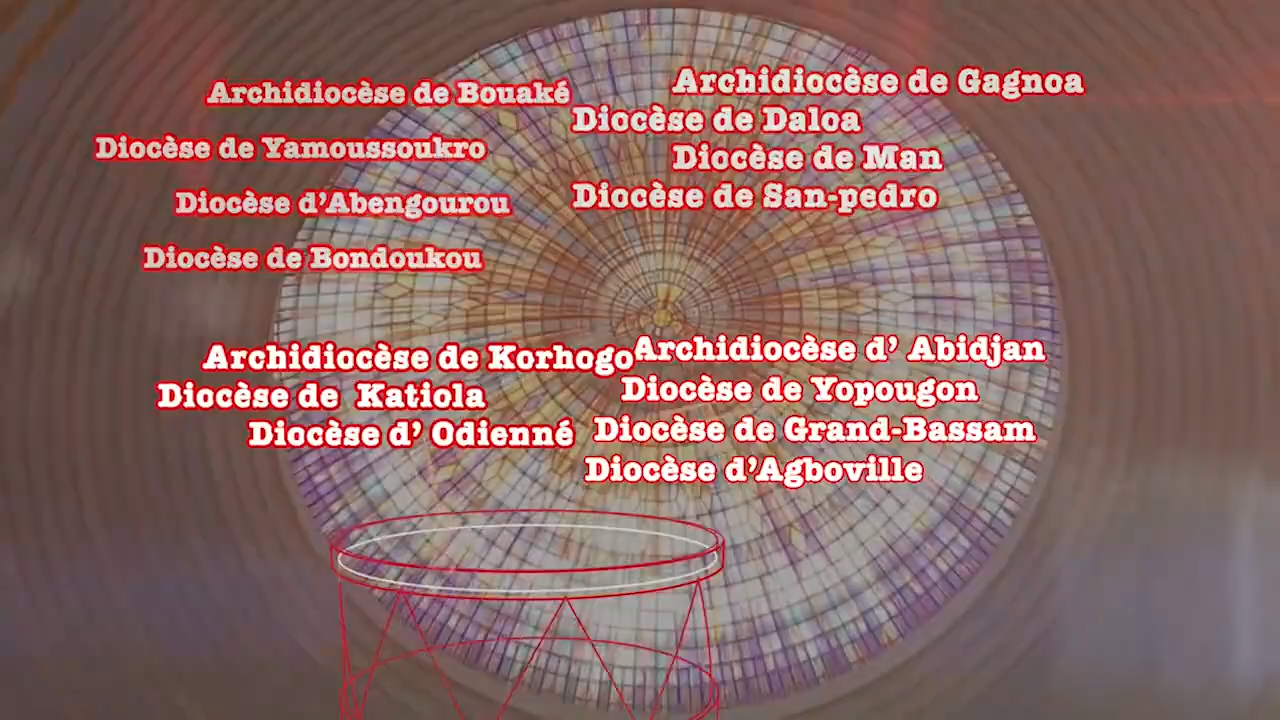 Archidiocèse de Bouaké
Diocèse de Yamoussoukro
Diocèse d’Abengourou
Diocèse de Bondoukou
Archidiocèse de Gagnoa
Diocèse de Daloa
Diocèse de Man
Diocèse de San-pedro
Archidiocèse de Korhogo
Diocèse de Katiola
Diocèse d’ Odienné
Archidiocèse d’ Abidjan
Diocèse de Yopougon
Diocèse de Grand-Bassam
Diocèse d’Agboville